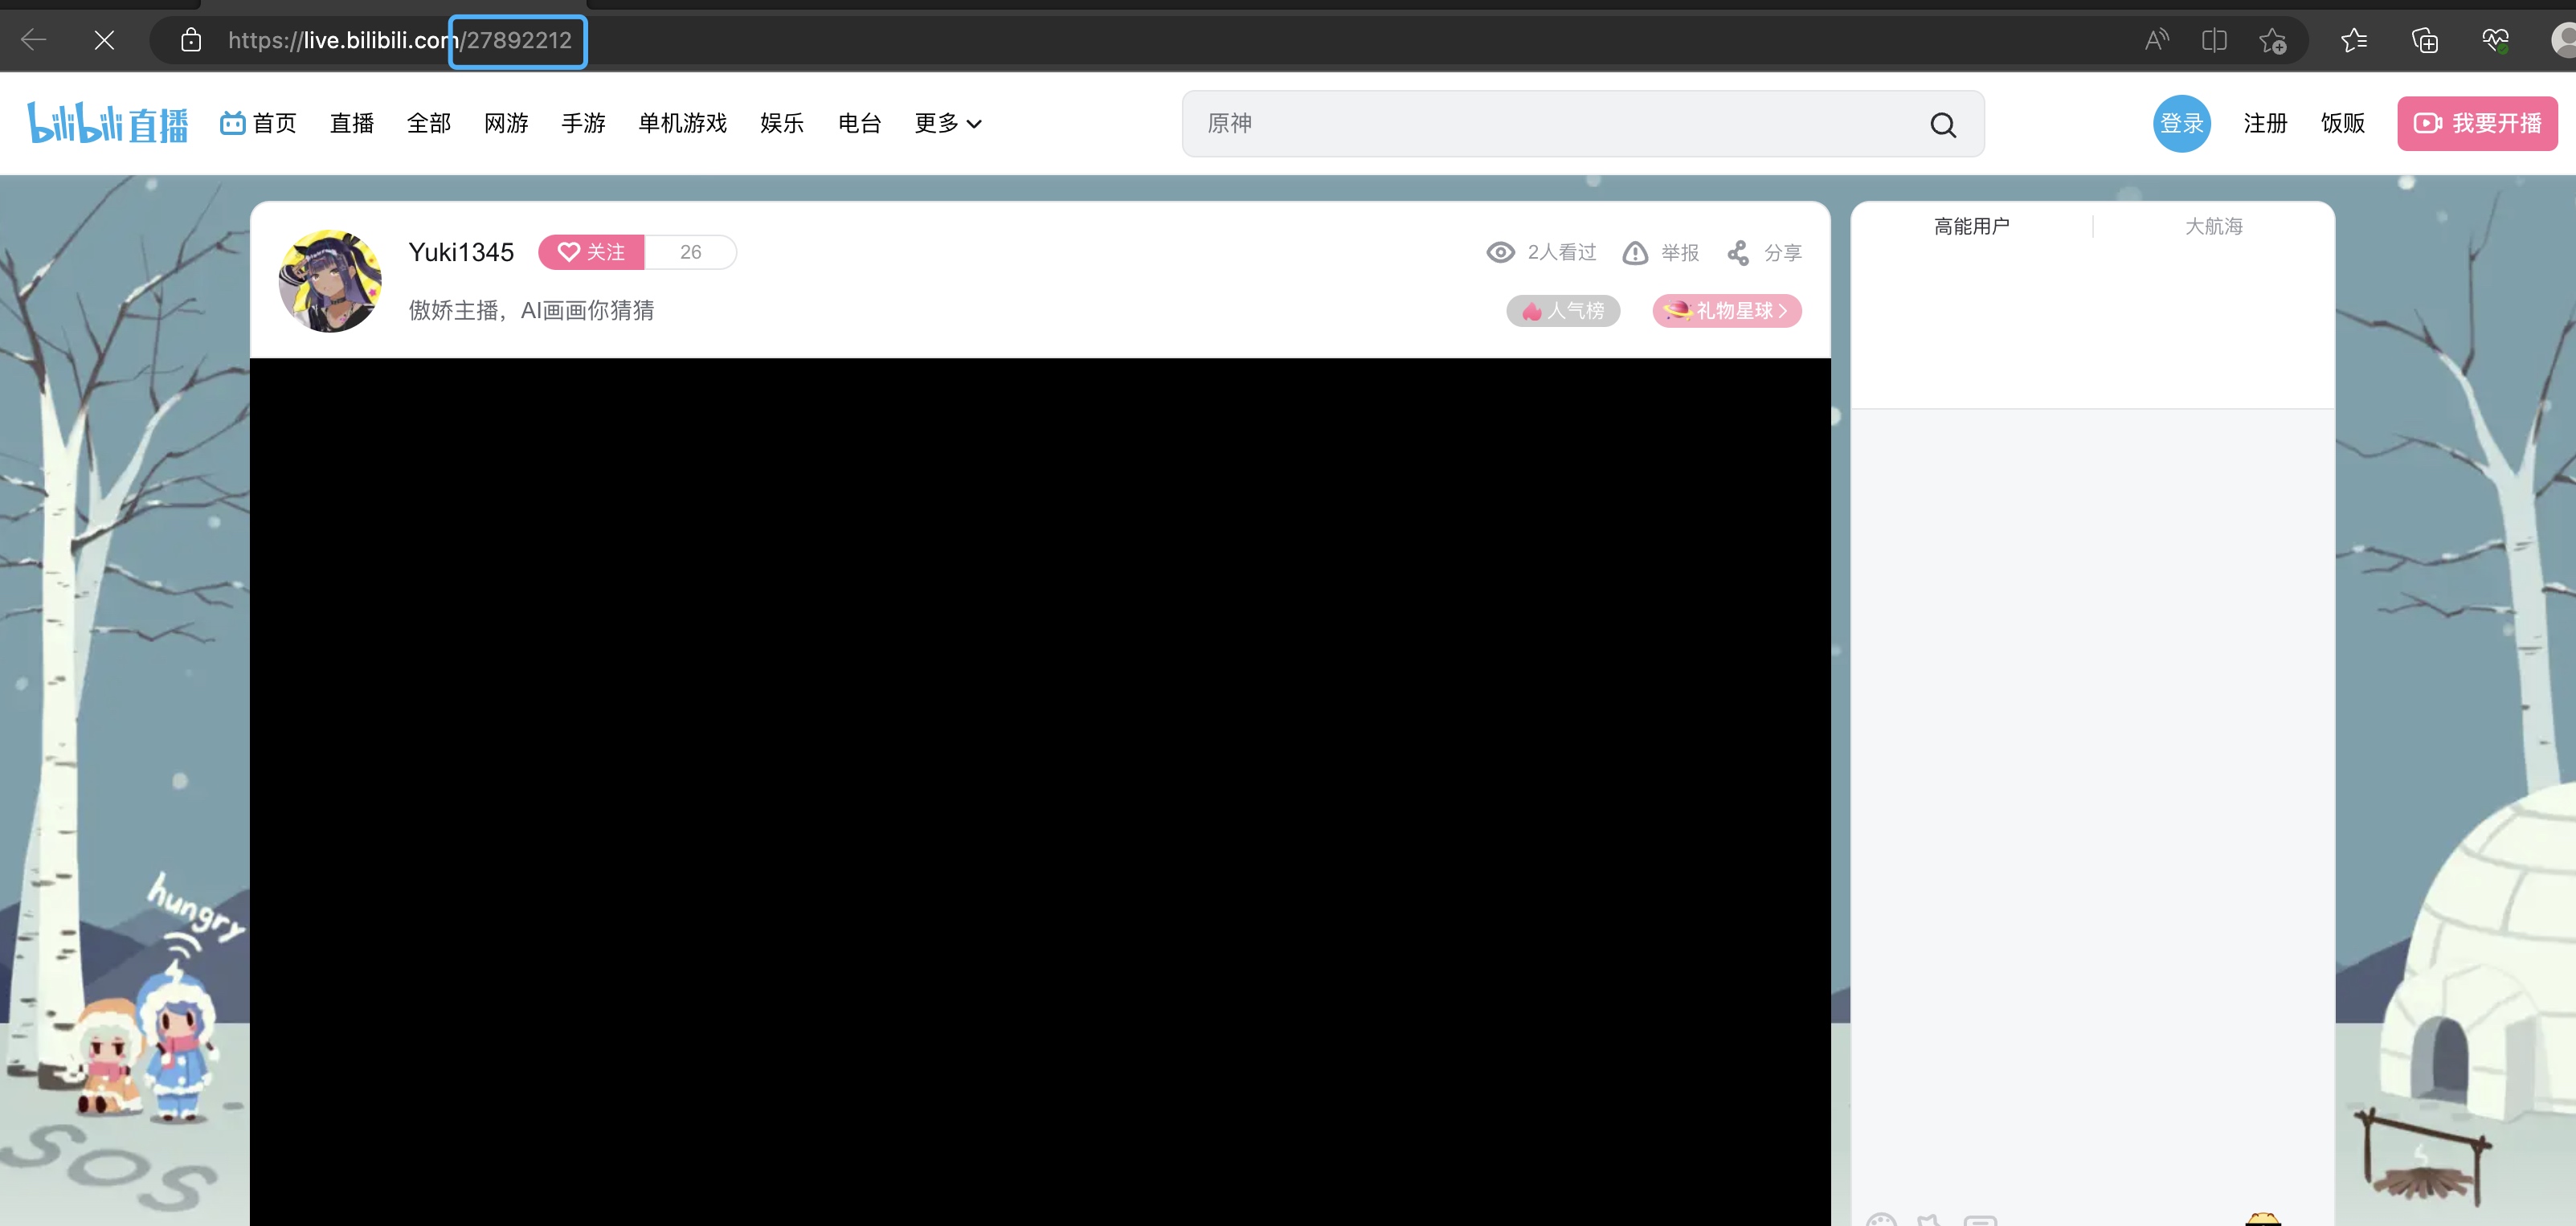 https://live.bilibili.com/27892212
bilibili直播 首页 直播 全部 网游 手游 单机游戏 娱乐 电台 更多 原神 登录 注册 饭贩 我要开播
Yuki1345 关注 26 2人看过 举报 分享
傲娇主播，AI画画你猜猜 人气榜 礼物星球
高能用户 大航海
hungry
SOS